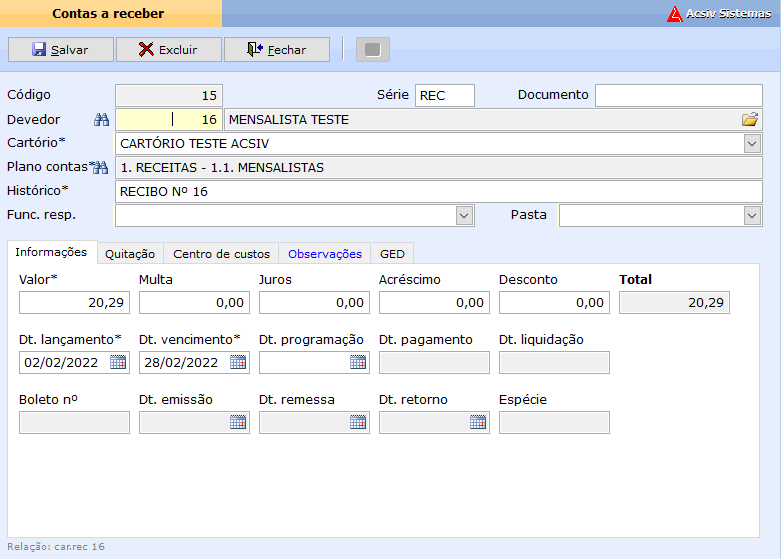 Contas a receber
Acsiv Sistemas
Salvar Excluir Fechar
Código 15 Série REC Documento
Devedor 16 MENSALISTA TESTE
Cartório* CARTÓRIO TESTE ACSIV
Plano contas* 1. RECEITAS - 1.1. MENSALISTAS
Histórico* RECIBO Nº 16
Func. resp. Pasta
Informações Quitação Centro de custos Observações GED
Valor* Multa Juros Acréscimo Desconto Total
20,29 0,00 0,00 0,00 0,00 20,29
Dt. lançamento* Dt. vencimento* Dt. programação Dt. pagamento Dt. liquidação
02/02/2022 28/02/2022
Boleto nº Dt. emissão Dt. remessa Dt. retorno Espécie
Relação: car.rec 16